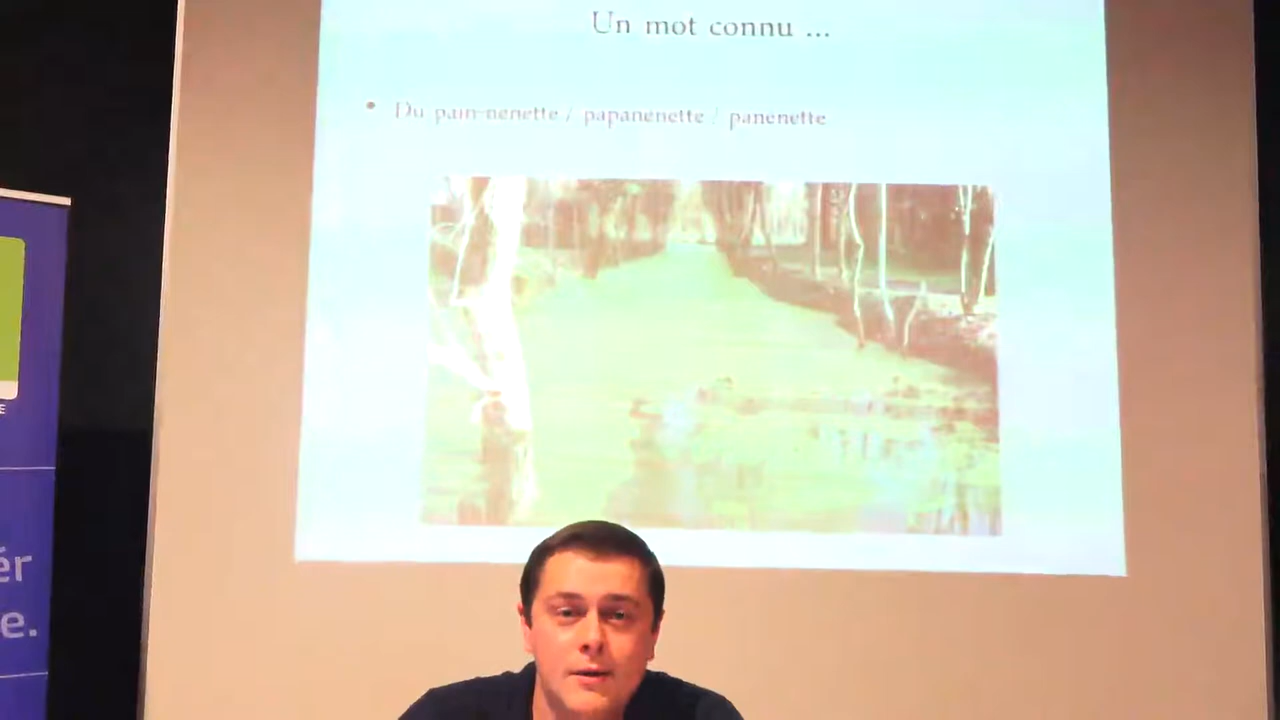 Un mot connu ...
• Du pain-nenette / papanenette / panenette
E
ér
e.